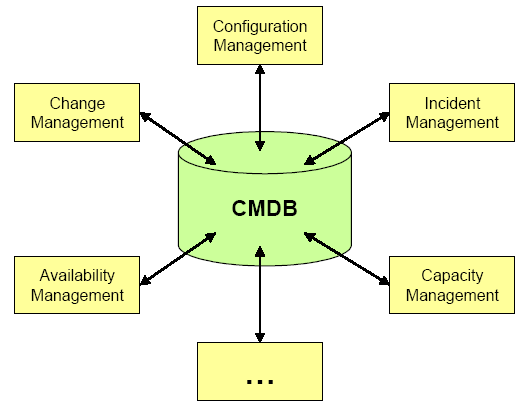 Configuration
Management
Change
Management
Incident
Management
CMDB
Availability
Management
Capacity
Management
...